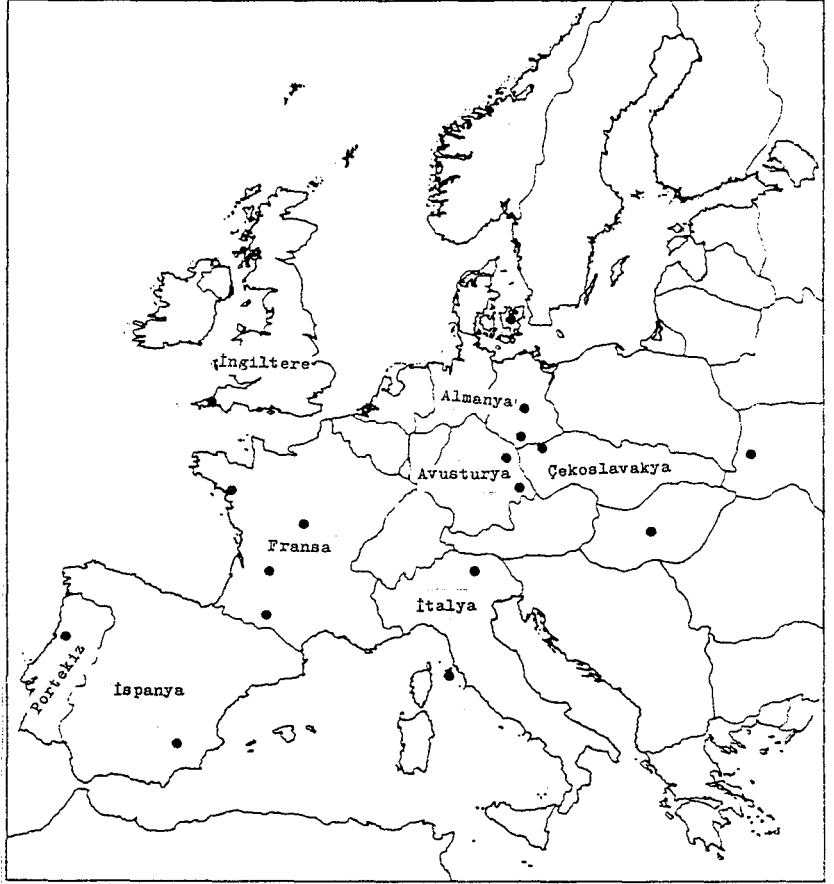 İngiltere
Almanya
Avusturya
Çekoslavakya
Fransa
İtalya
Portekiz
İspanya